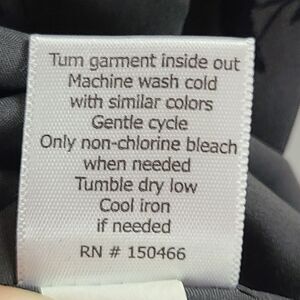 Turn garment inside out
Machine wash cold
with similar colors
Gentle cycle
Only non-chlorine bleach
when needed
Tumble dry low
Cool iron
if needed
RN # 150466